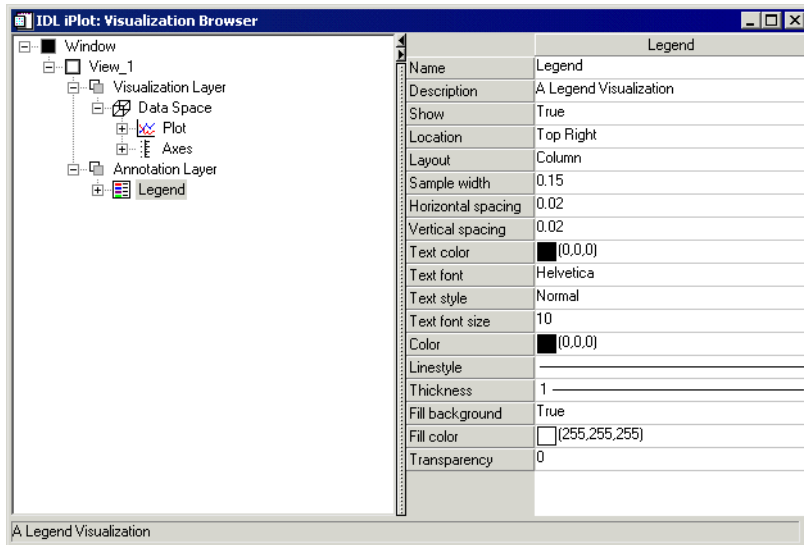 IDL iPlot: Visualization Browser
Window
View_1
Visualization Layer
Data Space
Plot
Axes
Annotation Layer
Legend
Legend
Name Legend
Description A Legend Visualization
Show True
Location Top Right
Layout Column
Sample width 0.15
Horizontal spacing 0.02
Vertical spacing 0.02
Text color (0,0,0)
Text font Helvetica
Text style Normal
Text font size 10
Color (0,0,0)
Linestyle
Thickness 1
Fill background True
Fill color (255,255,255)
Transparency 0
A Legend Visualization